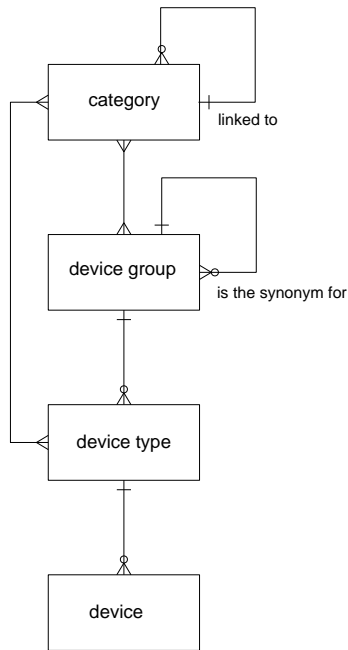 category
linked to
device group
is the synonym for
device type
device